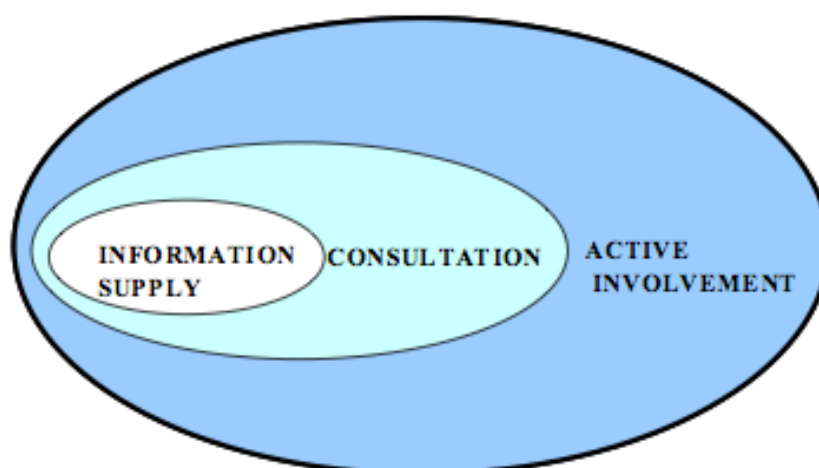 INFORMATION
SUPPLY
CONSULTATION
ACTIVE
INVOLVEMENT